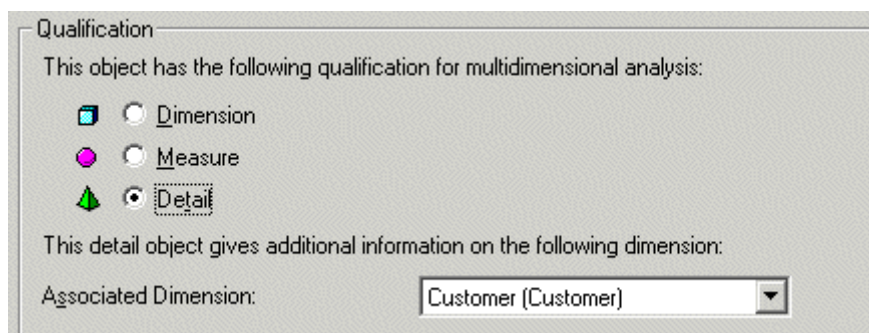 Qualification
This object has the following qualification for multidimensional analysis:
Dimension
Measure
Detail
This detail object gives additional information on the following dimension:
Associated Dimension: Customer (Customer)